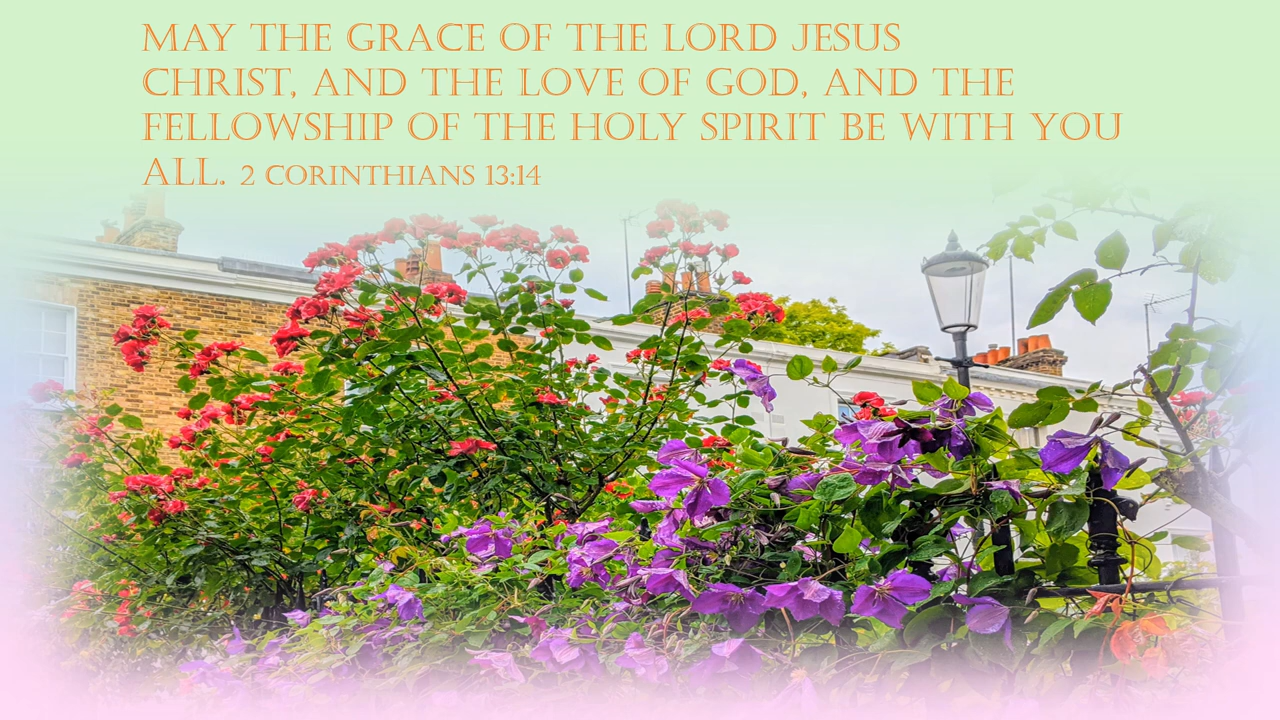 MAY THE GRACE OF THE LORD JESUS
CHRIST, AND THE LOVE OF GOD, AND THE
FELLOWSHIP OF THE HOLY SPIRIT BE WITH YOU
ALL. 2 CORINTHIANS 13:14